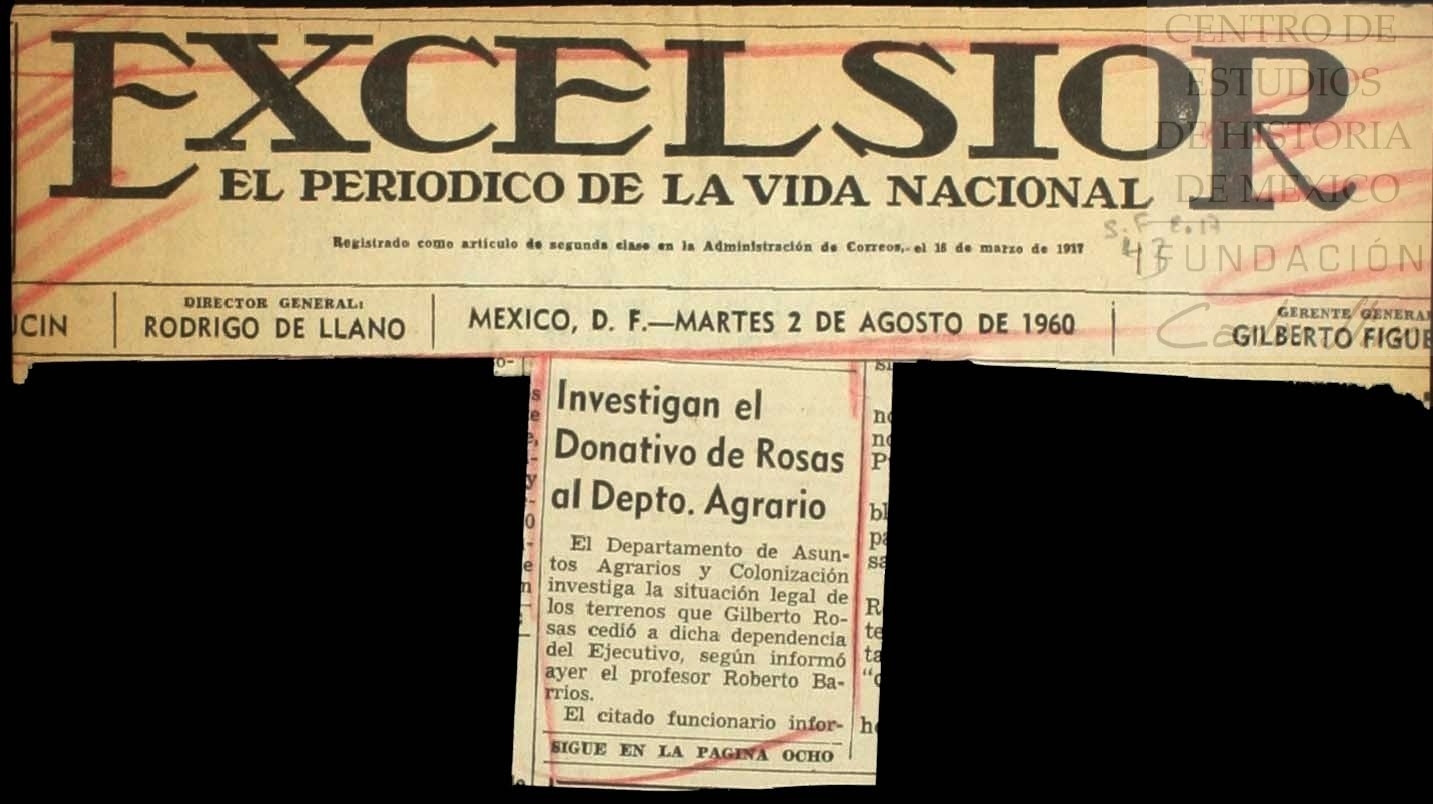 EXCELSIOR
EL PERIODICO DE LA VIDA NACIONAL
Registrado como artículo de segunda clase en la Administración de Correos, el 18 de marzo de 1917
CENTRO DE
ESTUDIOS
DE HISTORIA
DE MEXICO
FUNDACIÓN
S.F
43
UCIN
DIRECTOR GENERAL:
RODRIGO DE LLANO
MEXICO, D. F.—MARTES 2 DE AGOSTO DE 1960
GERENTE GENERAL
GILBERTO FIGUE
Investigan el
Donativo de Rosas
al Depto. Agrario
El Departamento de Asun-
tos Agrarios y Colonización
investiga la situación legal de
los terrenos que Gilberto Ro-
sas cedió a dicha dependencia
del Ejecutivo, según informó
ayer el profesor Roberto Ba-
rrios.
El citado funcionario infor-
SIGUE EN LA PAGINA OCHO